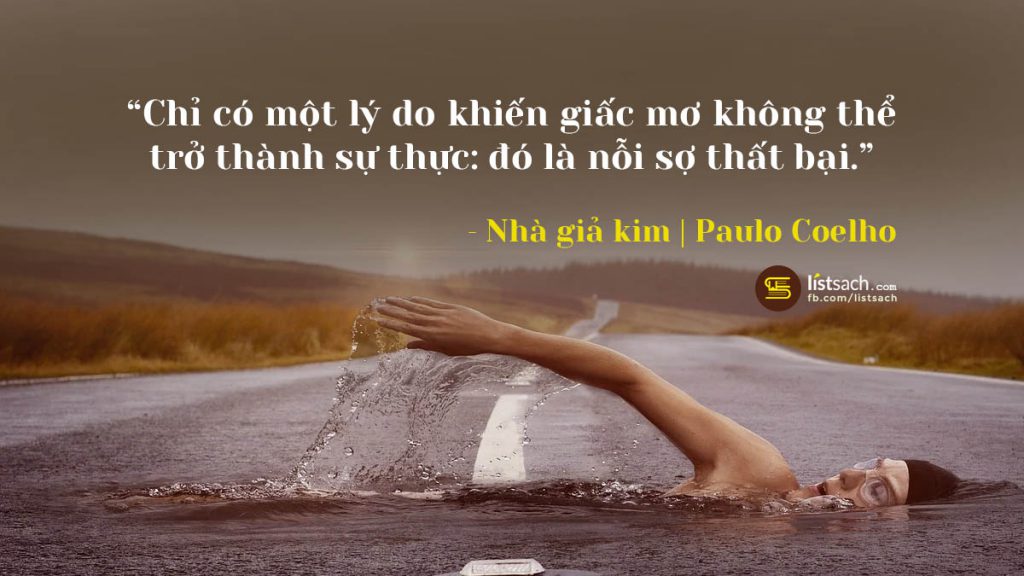 “Chỉ có một lý do khiến giấc mơ không thể
trở thành sự thực: đó là nỗi sợ thất bại.”
- Nhà giả kim | Paulo Coelho
listsach.com
fb.com/listsach